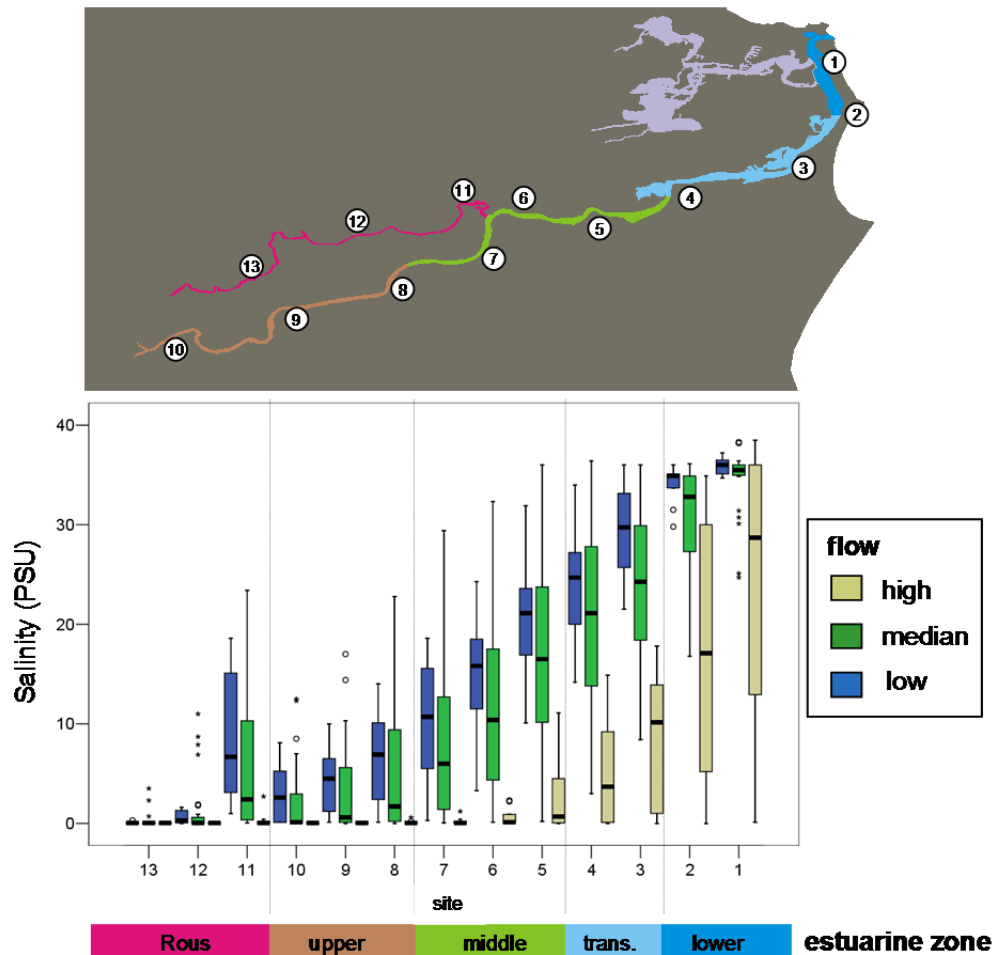 1
2
3
4
11
6
5
12
7
13
8
9
10
40
30
20
10
0
Salinity (PSU)
13 12 11 10 9 8 7 6 5 4 3 2 1
site
flow
high
median
low
Rous upper middle trans. lower estuarine zone